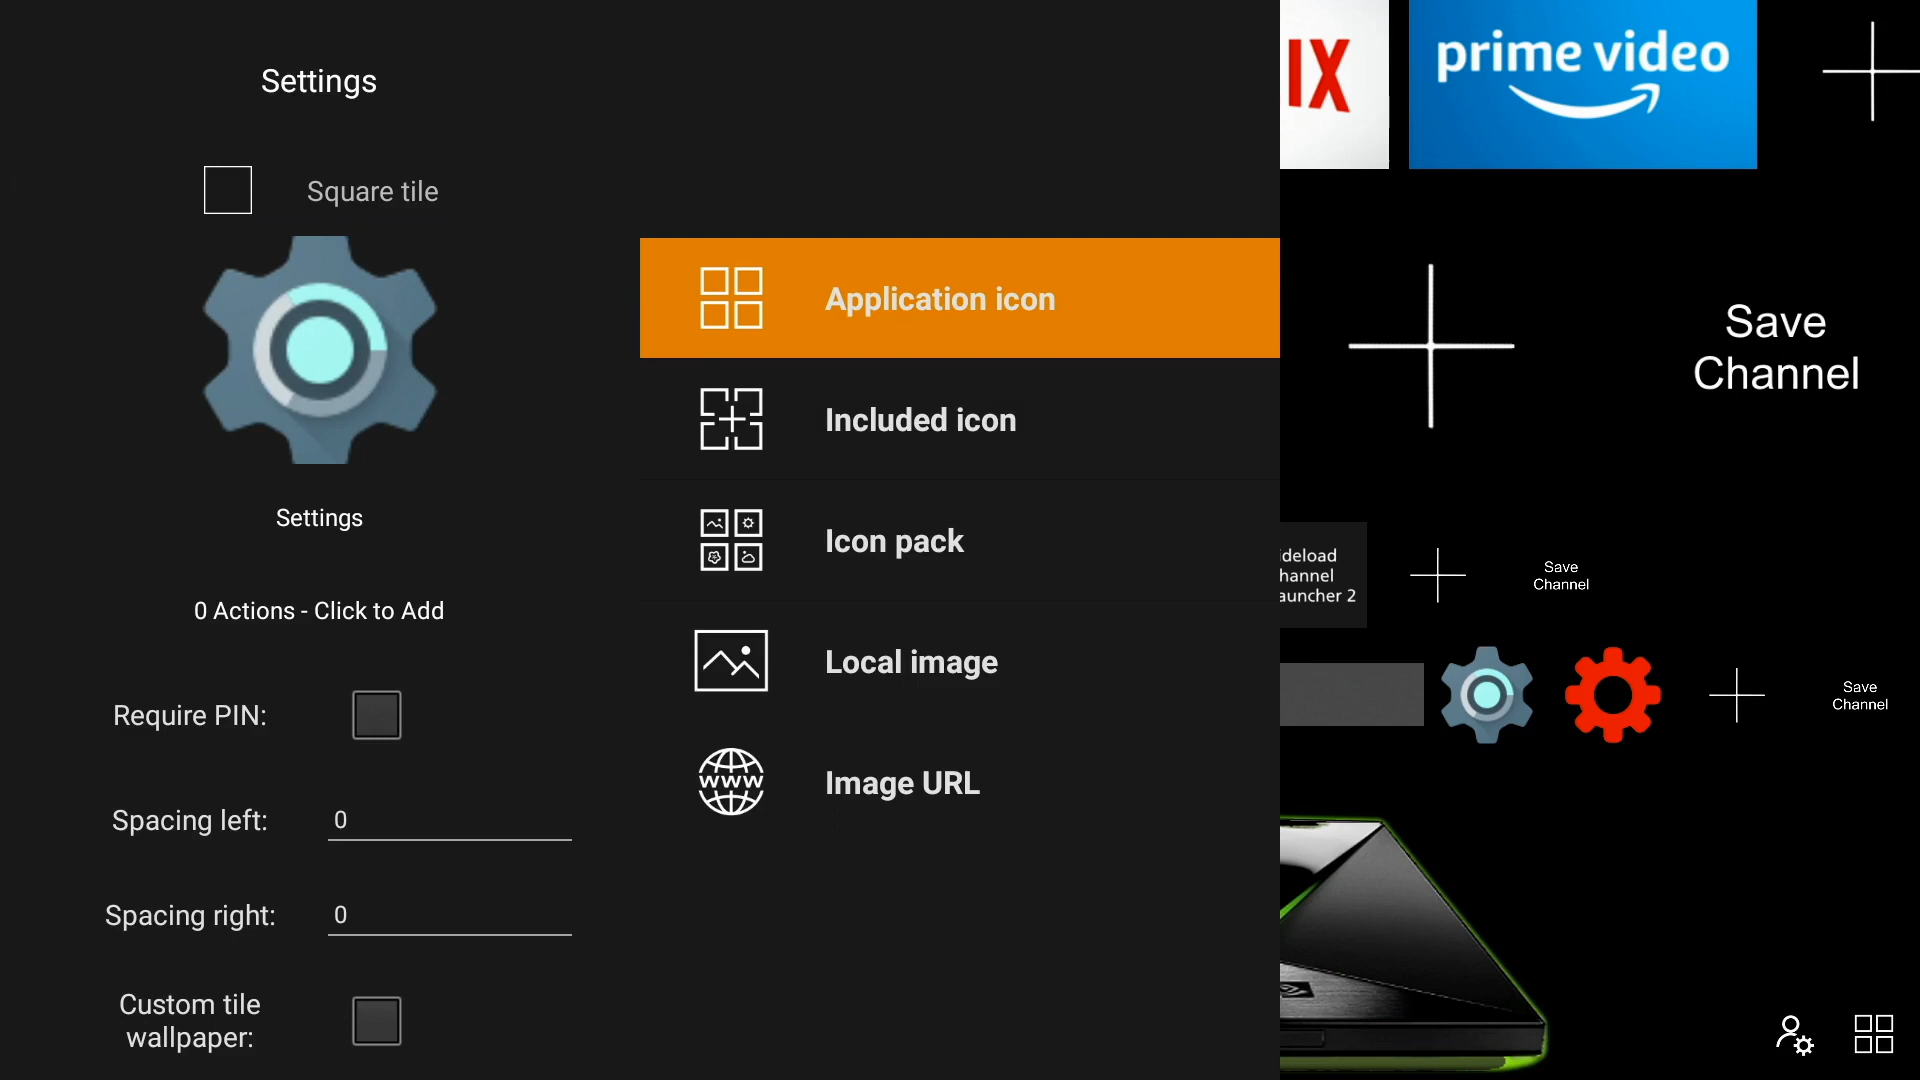 Settings
Square tile
Settings
0 Actions - Click to Add
Require PIN:
Spacing left:
0
Spacing right:
0
Custom tile
wallpaper:
Application icon
Included icon
Icon pack
Local image
WWW
Image URL
IX
prime video
Save
Channel
ideload
hannel
auncher 2
Save
Channel
Save
Channel